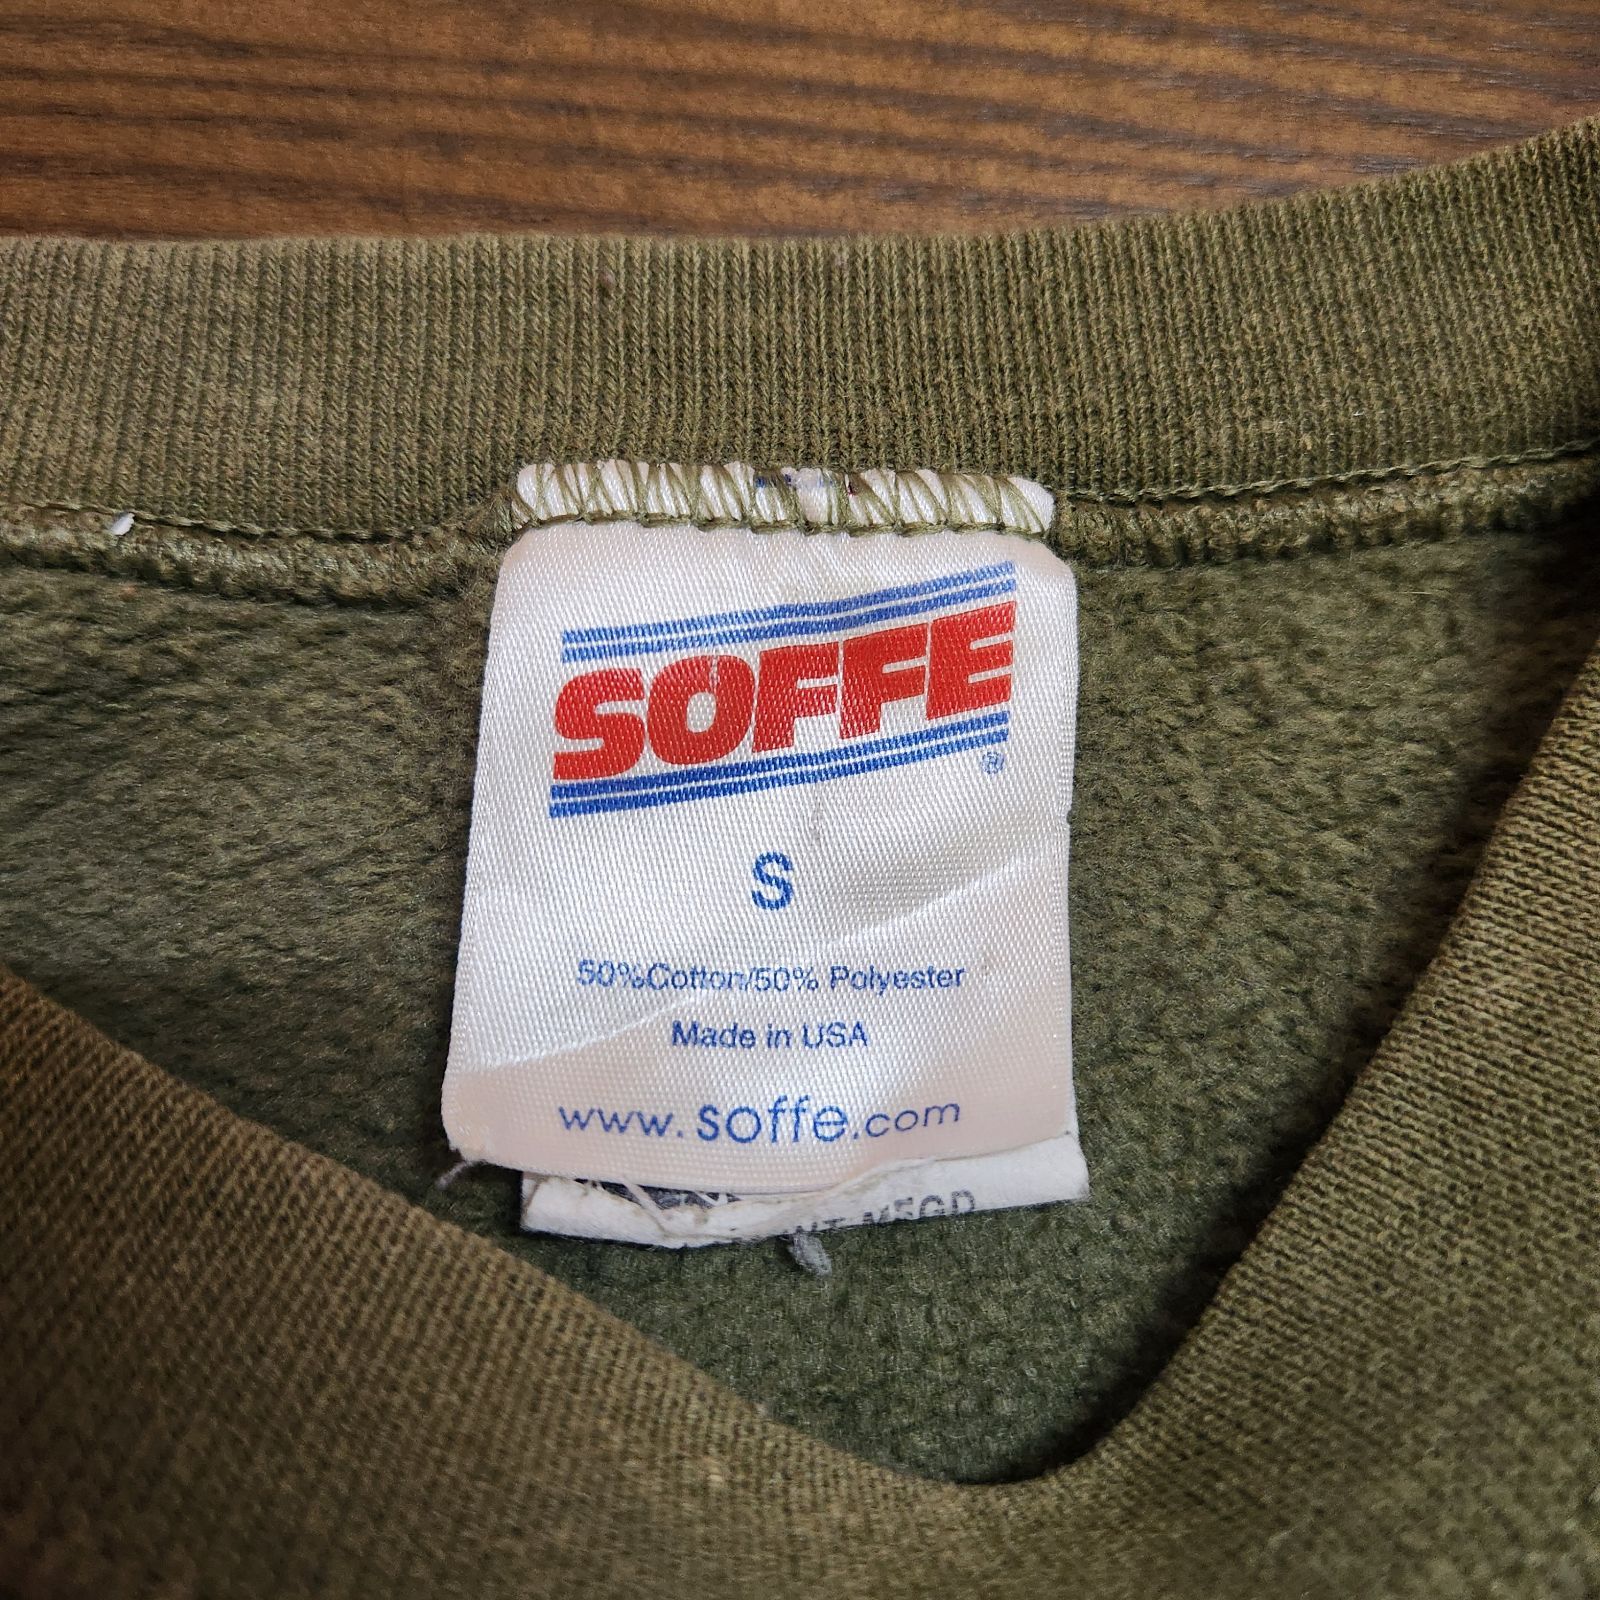 SOFFE
®
S
50%Cotton/50% Polyester
Made in USA
www.soffe.com